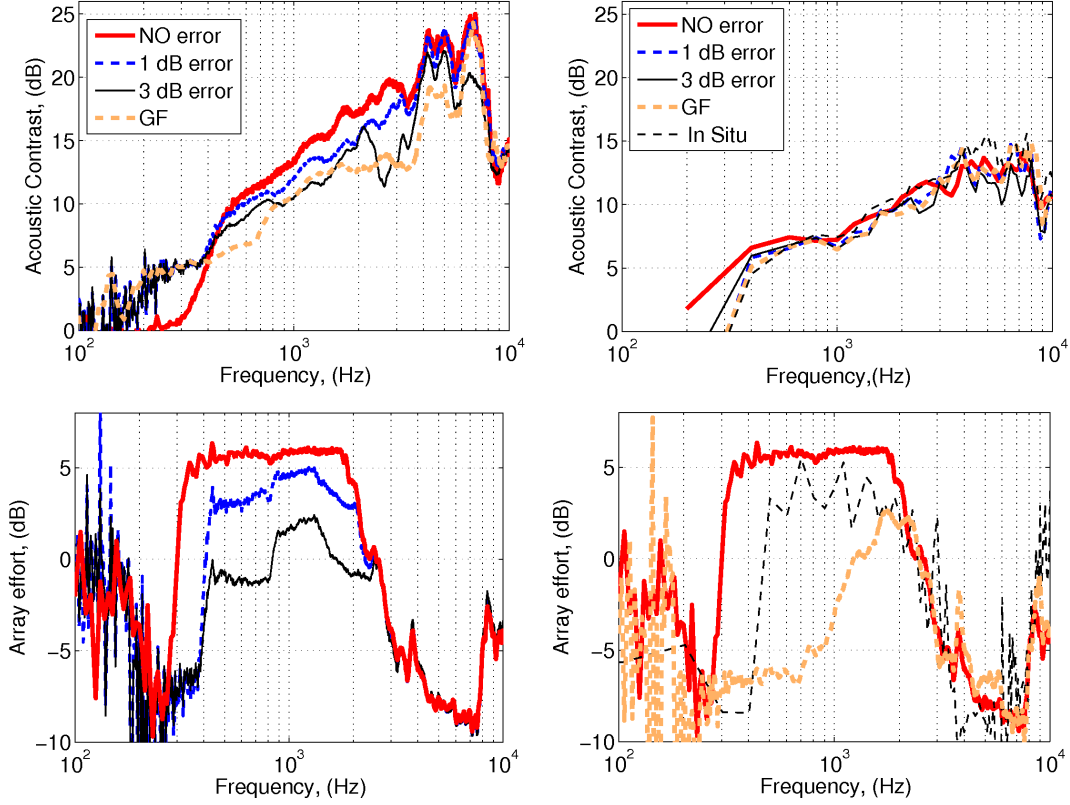 Acoustic Contrast, (dB)
25
20
15
10
5
0
NO error
1 dB error
3 dB error
GF
10^2
10^3
10^4
Frequency, (Hz)
Acoustic Contrast, (dB)
25
20
15
10
5
0
NO error
1 dB error
3 dB error
GF
In Situ
10^2
10^3
10^4
Frequency,(Hz)
Array effort, (dB)
5
0
−5
−10
10^2
10^3
10^4
Frequency, (Hz)
Array effort, (dB)
5
0
−5
−10
10^2
10^3
10^4
Frequency, (Hz)